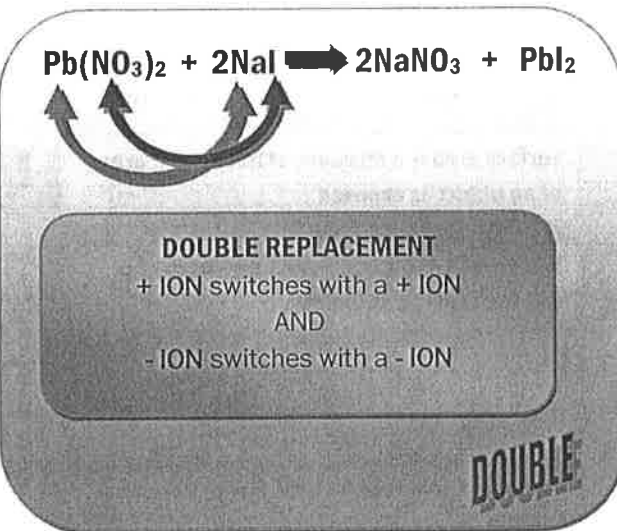 Pb(NO₃)₂ + 2NaI ➡ 2NaNO₃ + PbI₂
DOUBLE REPLACEMENT
+ ION switches with a + ION
AND
- ION switches with a - ION
DOUBLE